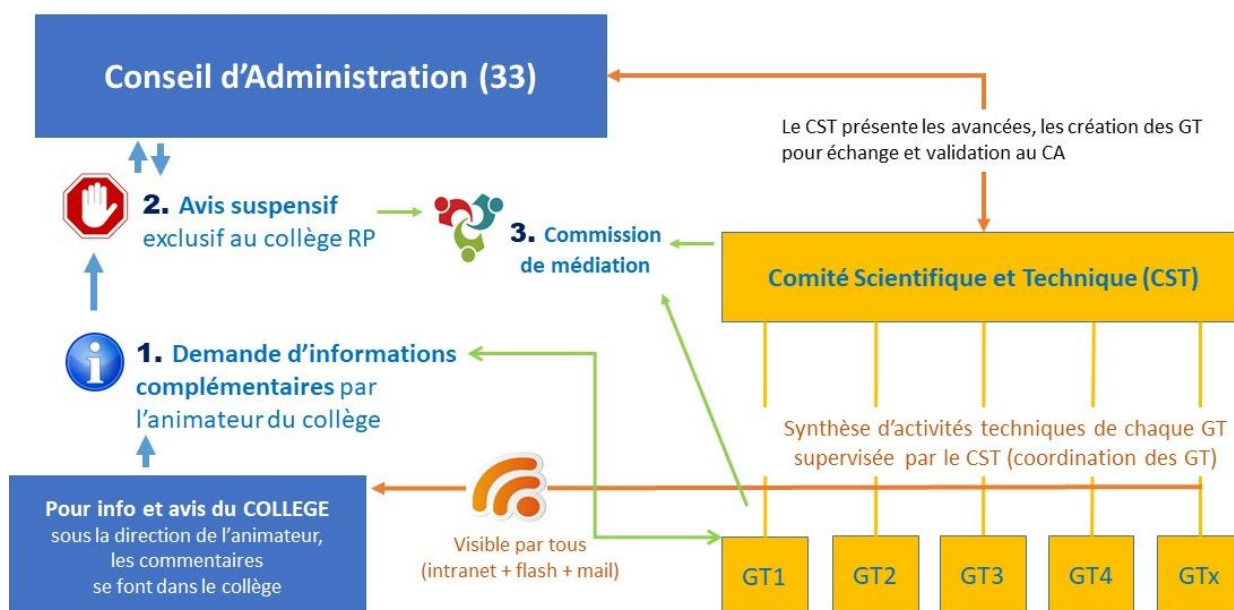 Conseil d'Administration (33)
Le CST présente les avancées, les création des GT
pour échange et validation au CA
2. Avis suspensif
exclusif au collège RP
3. Commission
de médiation
Comité Scientifique et Technique (CST)
1. Demande d'informations
complémentaires par
l'animateur du collège
Synthèse d'activités techniques de chaque GT
supervisée par le CST (coordination des GT)
Pour info et avis du COLLEGE
sous la direction de l'animateur,
les commentaires
se font dans le collège
Visible par tous
(intranet + flash + mail)
GT1
GT2
GT3
GT4
GTx